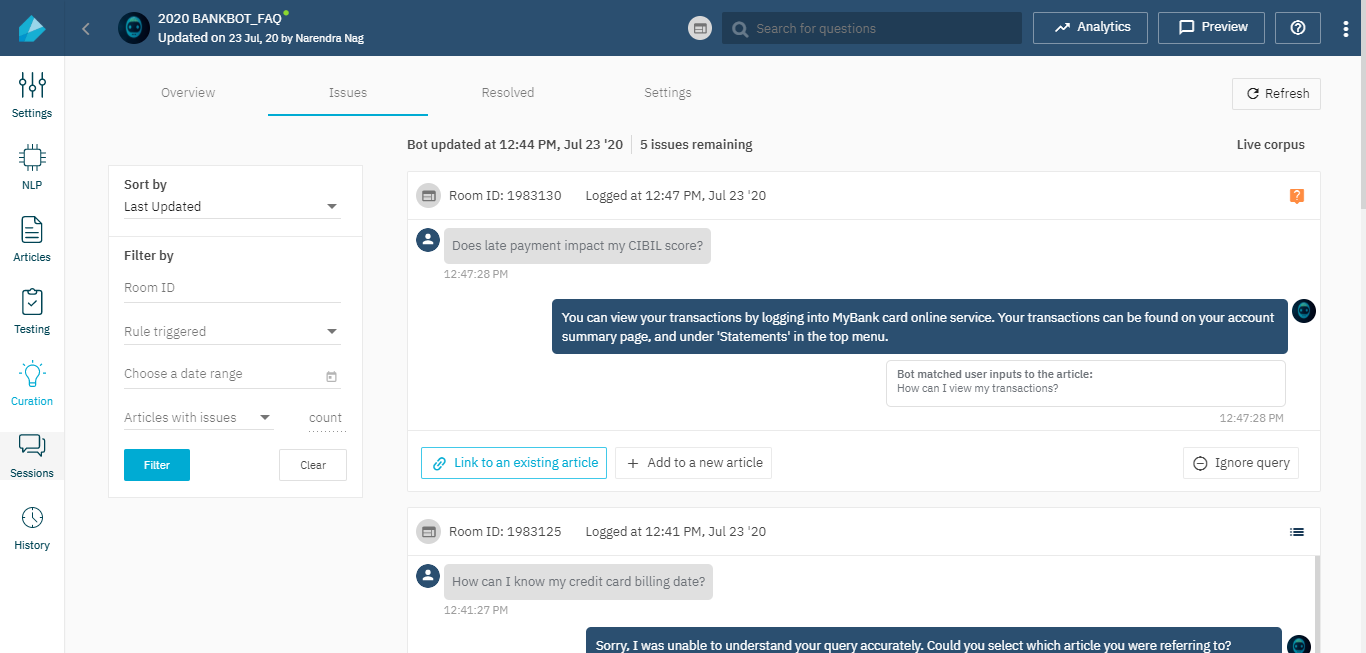 2020 BANKBOT_FAQ
Updated on 23 Jul, 20 by Narendra Nag
Search for questions
Analytics
Preview
Settings
NLP
Articles
Testing
Curation
Sessions
History
Overview
Issues
Resolved
Settings
Refresh
Bot updated at 12:44 PM, Jul 23 '20
5 issues remaining
Live corpus
Sort by
Last Updated
Filter by
Room ID
Rule triggered
Choose a date range
Articles with issues
count
Filter
Clear
Room ID: 1983130
Logged at 12:47 PM, Jul 23 '20
Does late payment impact my CIBIL score?
12:47:28 PM
You can view your transactions by logging into MyBank card online service. Your transactions can be found on your account
summary page, and under 'Statements' in the top menu.
Bot matched user inputs to the article:
How can I view my transactions?
12:47:28 PM
Link to an existing article
Add to a new article
Ignore query
Room ID: 1983125
Logged at 12:41 PM, Jul 23 '20
How can I know my credit card billing date?
12:41:27 PM
Sorry, I was unable to understand your query accurately. Could you select which article you were referring to?